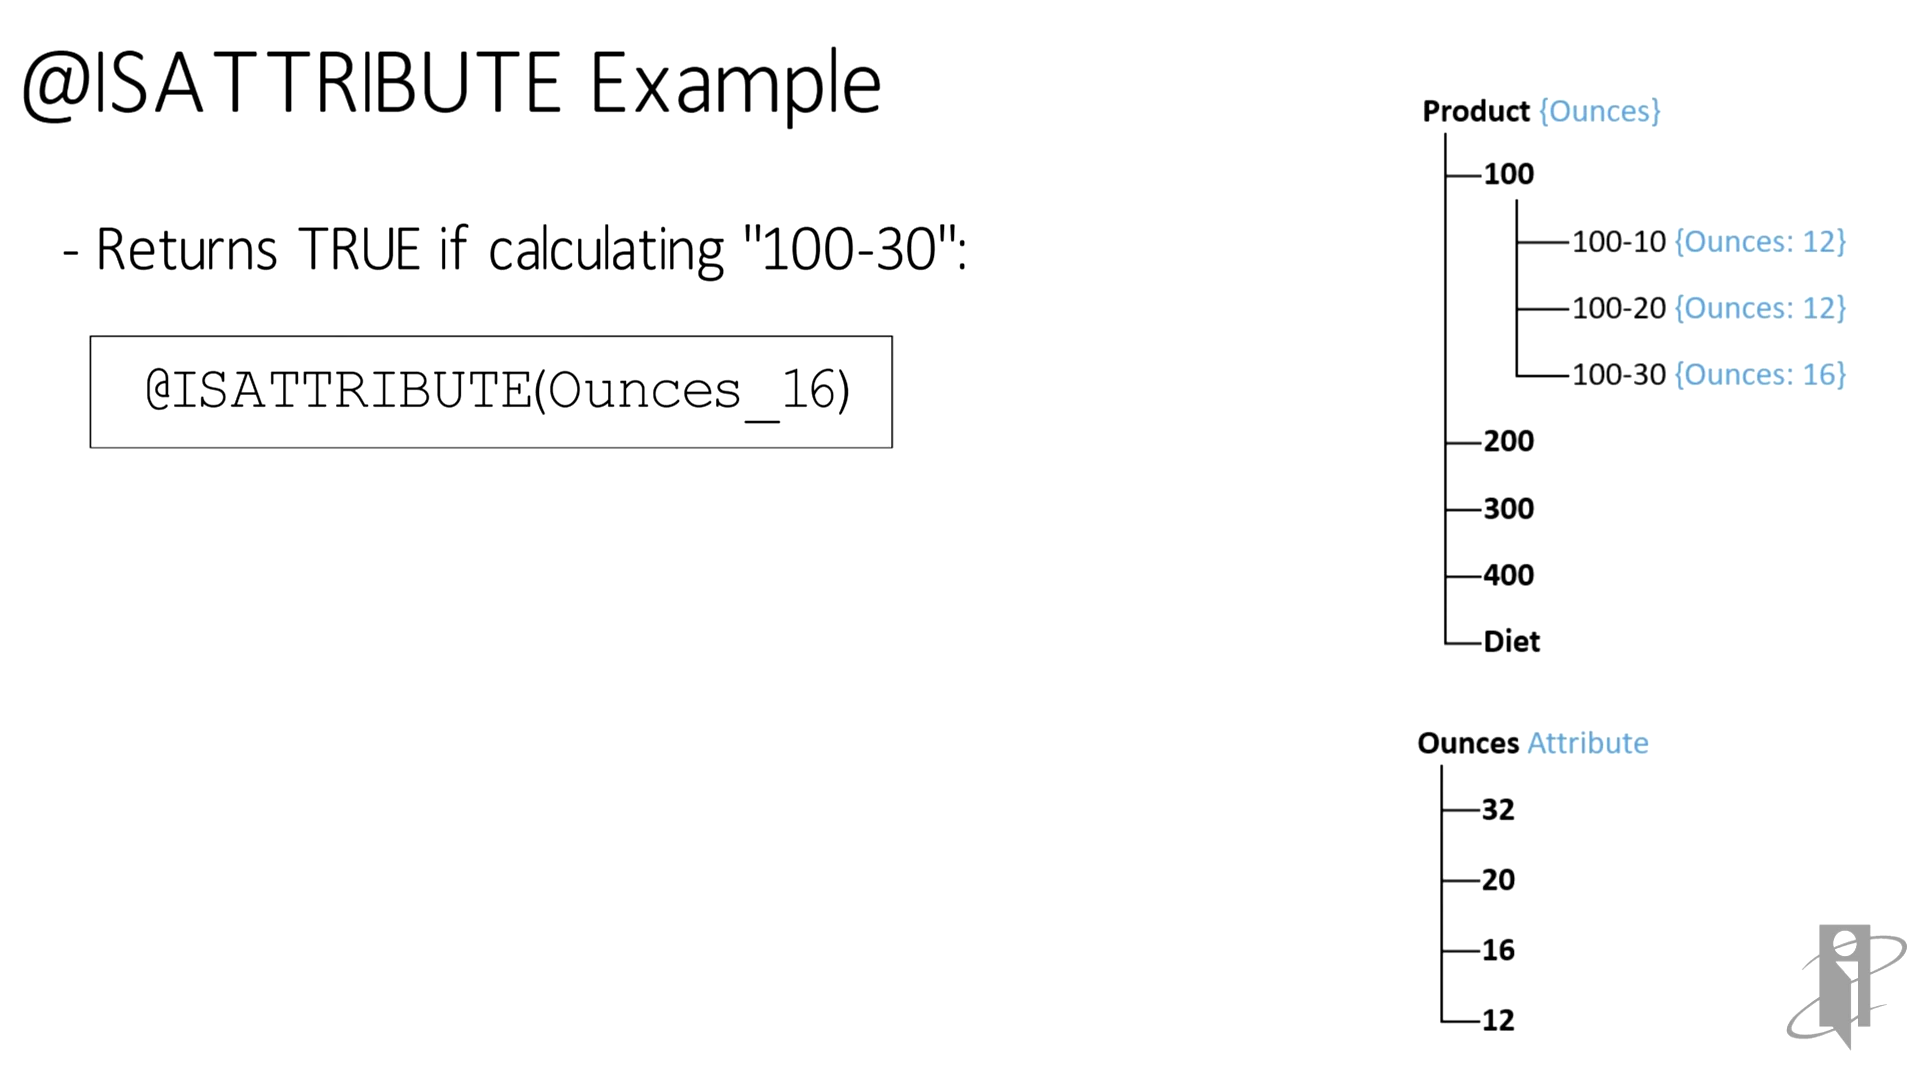 @ISATTRIBUTE Example
- Returns TRUE if calculating "100-30":
@ISATTRIBUTE(Ounces_16)
Product {Ounces}
100
100-10 {Ounces: 12}
100-20 {Ounces: 12}
100-30 {Ounces: 16}
200
300
400
Diet
Ounces Attribute
32
20
16
12